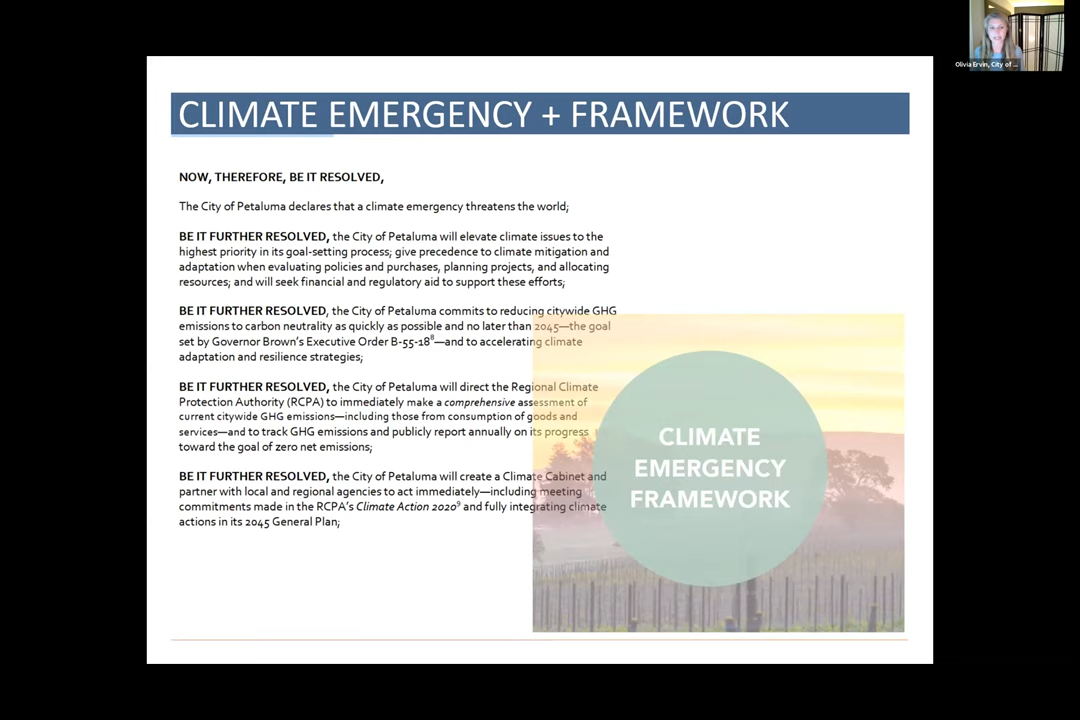 Olivia Ervin, City of ...
CLIMATE EMERGENCY + FRAMEWORK
NOW, THEREFORE, BE IT RESOLVED,
The City of Petaluma declares that a climate emergency threatens the world;
BE IT FURTHER RESOLVED, the City of Petaluma will elevate climate issues to the
highest priority in its goal-setting process; give precedence to climate mitigation and
adaptation when evaluating policies and purchases, planning projects, and allocating
resources; and will seek financial and regulatory aid to support these efforts;
BE IT FURTHER RESOLVED, the City of Petaluma commits to reducing citywide GHG
emissions to carbon neutrality as quickly as possible and no later than 2045—the goal
set by Governor Brown's Executive Order B-55-18⁸—and to accelerating climate
adaptation and resilience strategies;
BE IT FURTHER RESOLVED, the City of Petaluma will direct the Regional Climate
Protection Authority (RCPA) to immediately make a comprehensive assessment of
current citywide GHG emissions—including those from consumption of goods and
services—and to track GHG emissions and publicly report annually on its progress
toward the goal of zero net emissions;
BE IT FURTHER RESOLVED, the City of Petaluma will create a Climate Cabinet and
partner with local and regional agencies to act immediately—including meeting
commitments made in the RCPA's Climate Action 2020⁹ and fully integrating climate
actions in its 2045 General Plan;
CLIMATE
EMERGENCY
FRAMEWORK